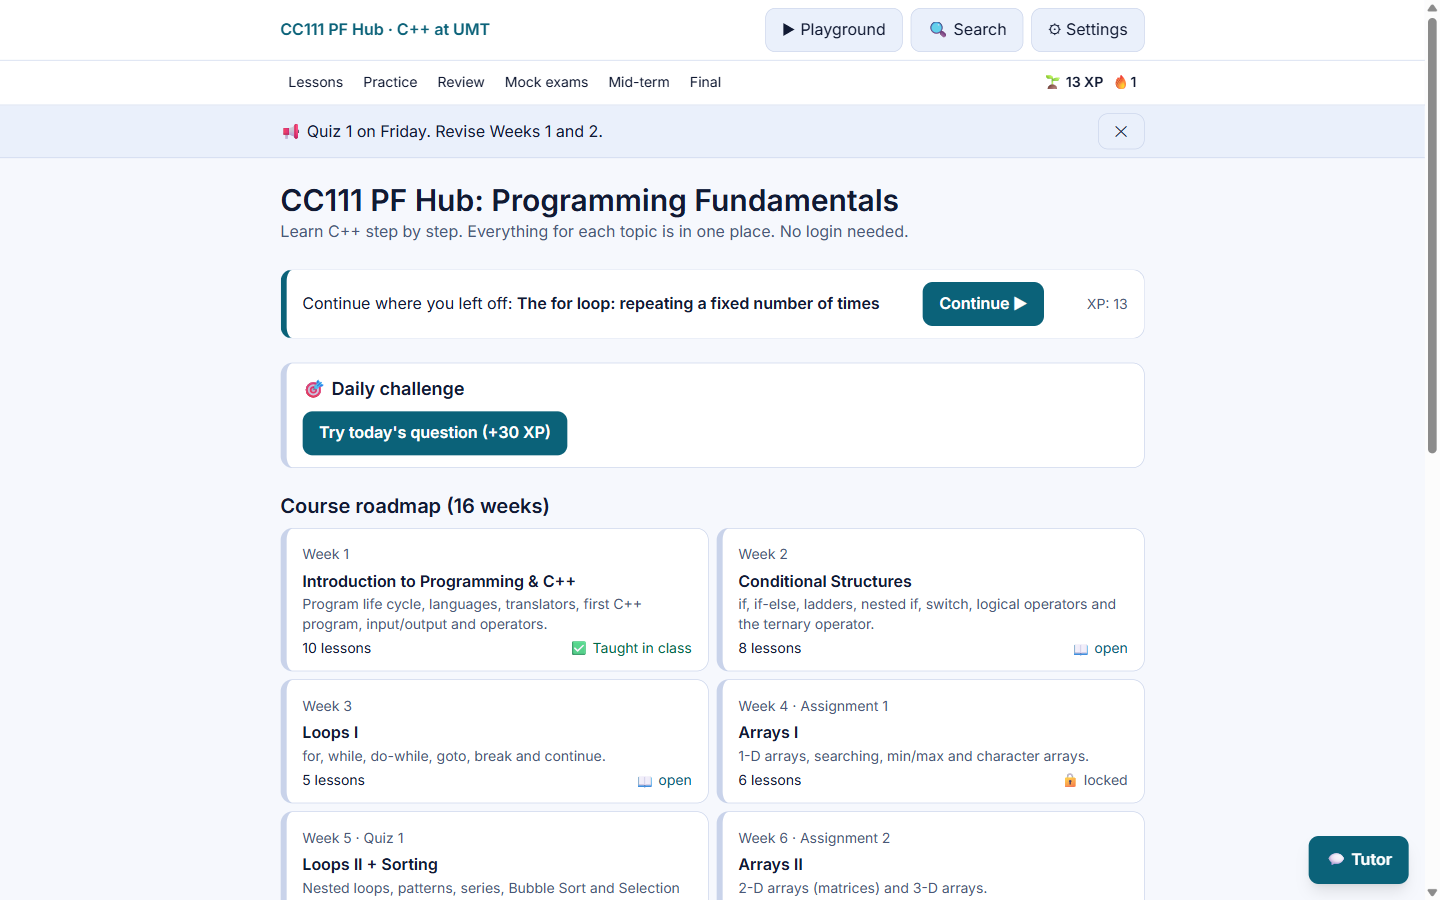 CC111 PF Hub · C++ at UMT
▶ Playground
🔍 Search
⚙ Settings
Lessons
Practice
Review
Mock exams
Mid-term
Final
🌱 13 XP 🔥 1
📢 Quiz 1 on Friday. Revise Weeks 1 and 2.
✕
CC111 PF Hub: Programming Fundamentals
Learn C++ step by step. Everything for each topic is in one place. No login needed.
Continue where you left off: The for loop: repeating a fixed number of times
Continue ▶
XP: 13
🎯 Daily challenge
Try today's question (+30 XP)
Course roadmap (16 weeks)
Week 1
Introduction to Programming & C++
Program life cycle, languages, translators, first C++
program, input/output and operators.
10 lessons
✅ Taught in class
Week 2
Conditional Structures
if, if-else, ladders, nested if, switch, logical operators and
the ternary operator.
8 lessons
📖 open
Week 3
Loops I
for, while, do-while, goto, break and continue.
5 lessons
📖 open
Week 4 · Assignment 1
Arrays I
1-D arrays, searching, min/max and character arrays.
6 lessons
🔒 locked
Week 5 · Quiz 1
Loops II + Sorting
Nested loops, patterns, series, Bubble Sort and Selection
Week 6 · Assignment 2
Arrays II
2-D arrays (matrices) and 3-D arrays.
💬 Tutor